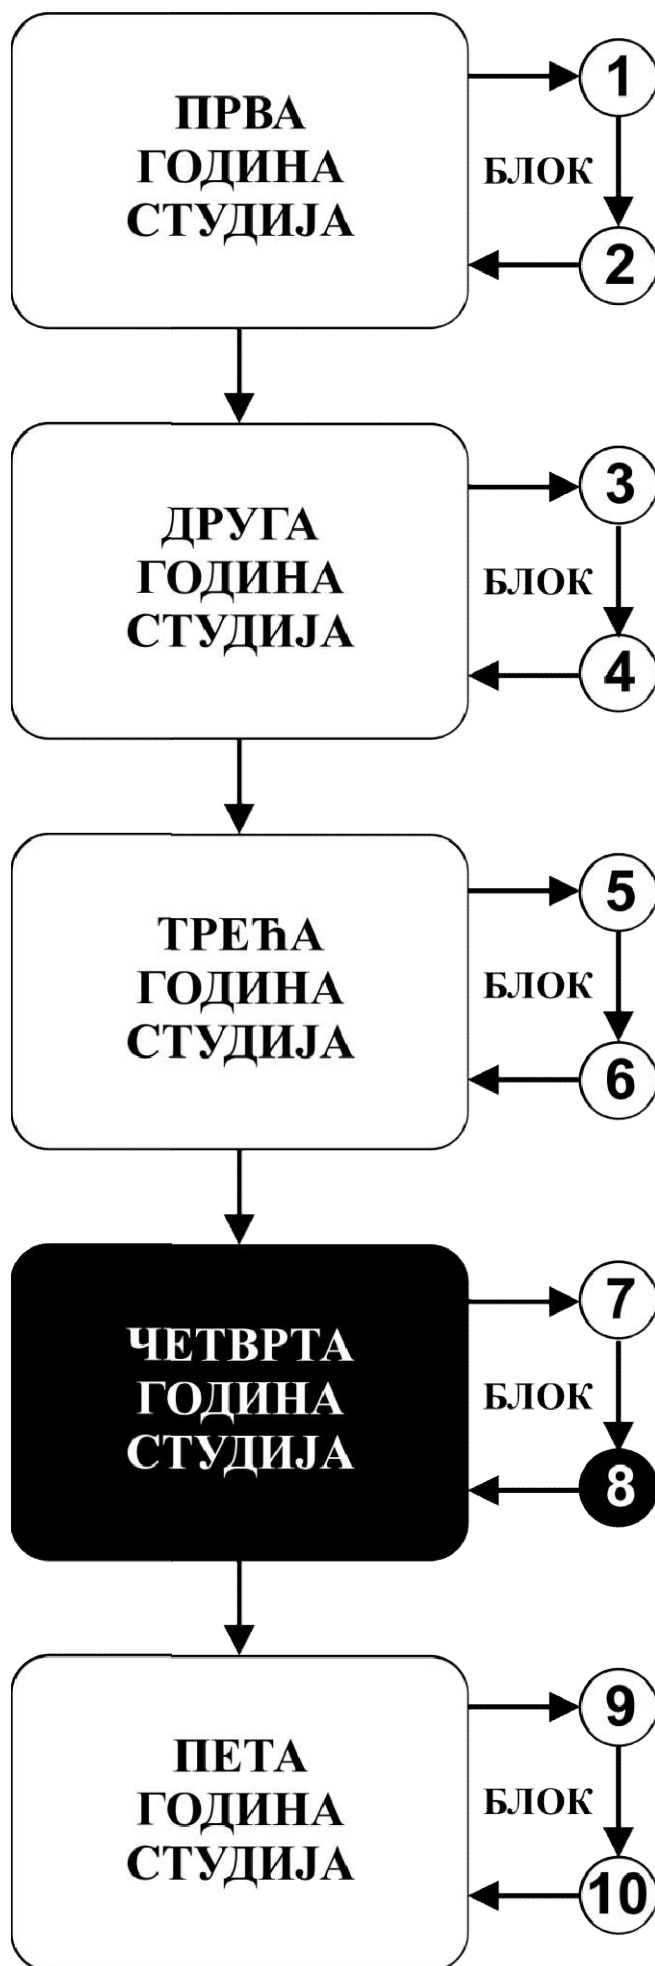 ПРВА
ГОДИНА
СТУДИЈА
1
БЛОК
2
ДРУГА
ГОДИНА
СТУДИЈА
3
БЛОК
4
ТРЕЋА
ГОДИНА
СТУДИЈА
5
БЛОК
6
ЧЕТВРТА
ГОДИНА
СТУДИЈА
7
БЛОК
8
ПЕТА
ГОДИНА
СТУДИЈА
9
БЛОК
10